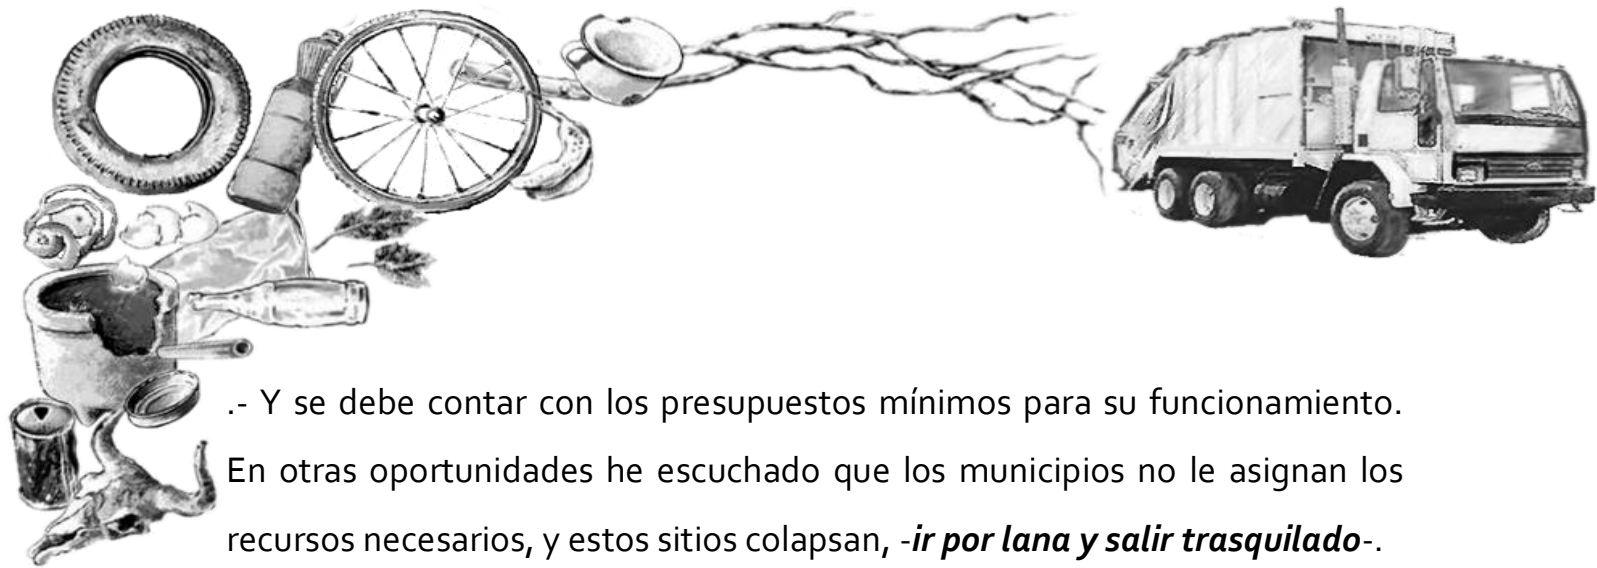 .- Y se debe contar con los presupuestos mínimos para su funcionamiento.
En otras oportunidades he escuchado que los municipios no le asignan los
recursos necesarios, y estos sitios colapsan, -ir por lana y salir trasquilado-.